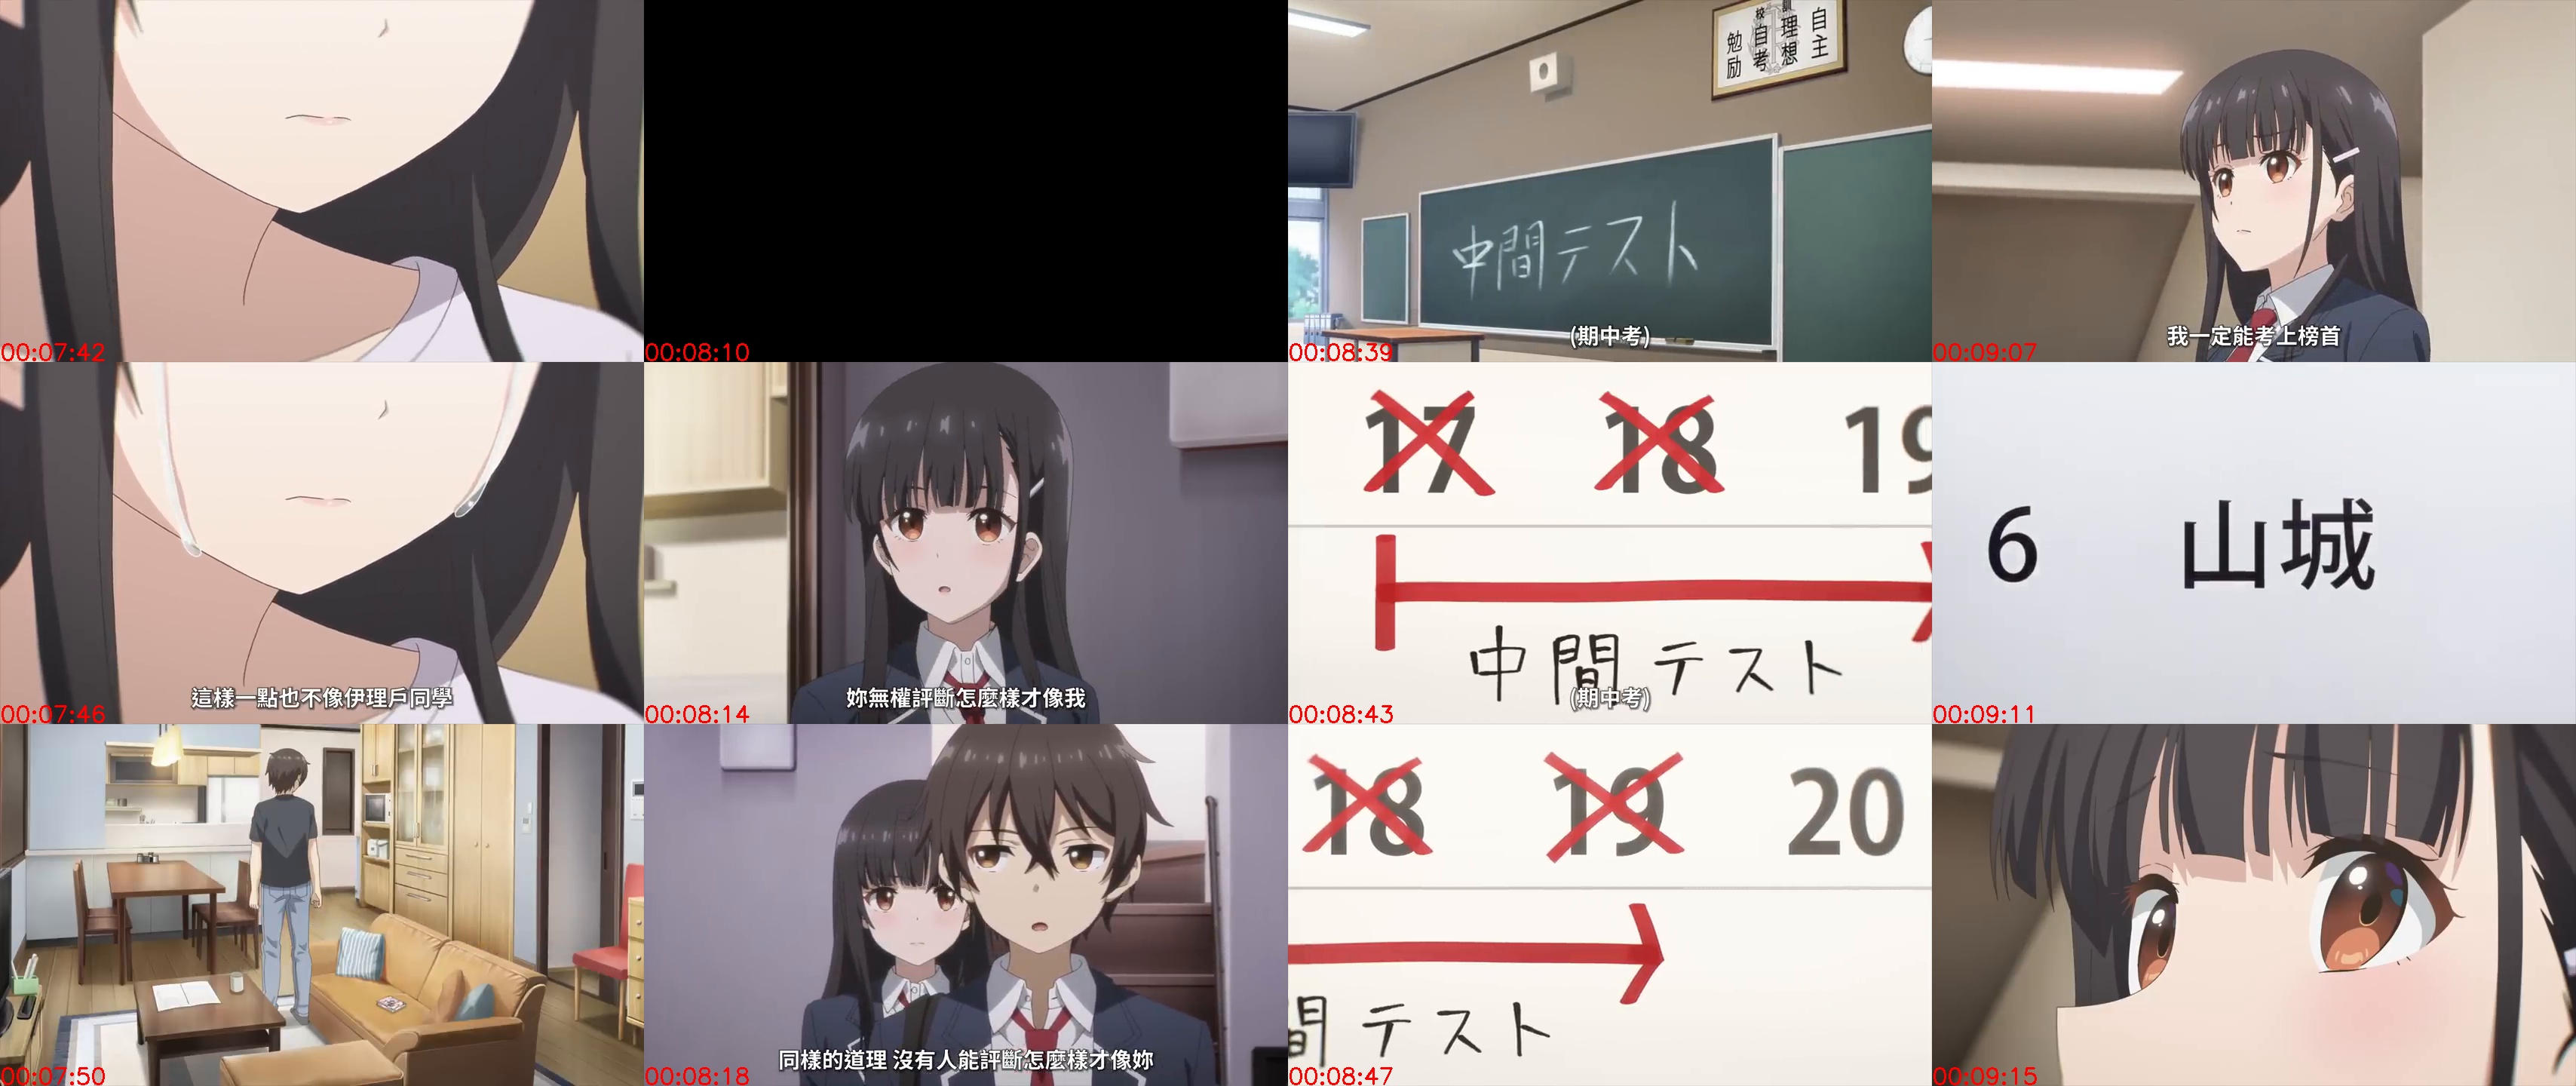 校訓
自主
理想
自考
勉励
中間テスト
(期中考)
我一定能考上榜首
00:07:42
00:08:10
00:08:39
00:09:07
17 18 19
中間テスト
6 山城
這樣一點也不像伊理戶同學
妳無權評斷怎麼樣才像我
(期中考)
00:07:46
00:08:14
00:08:43
00:09:11
18 19 20
間テスト
同樣的道理 沒有人能評斷怎麼樣才像妳
00:07:50
00:08:18
00:08:47
00:09:15